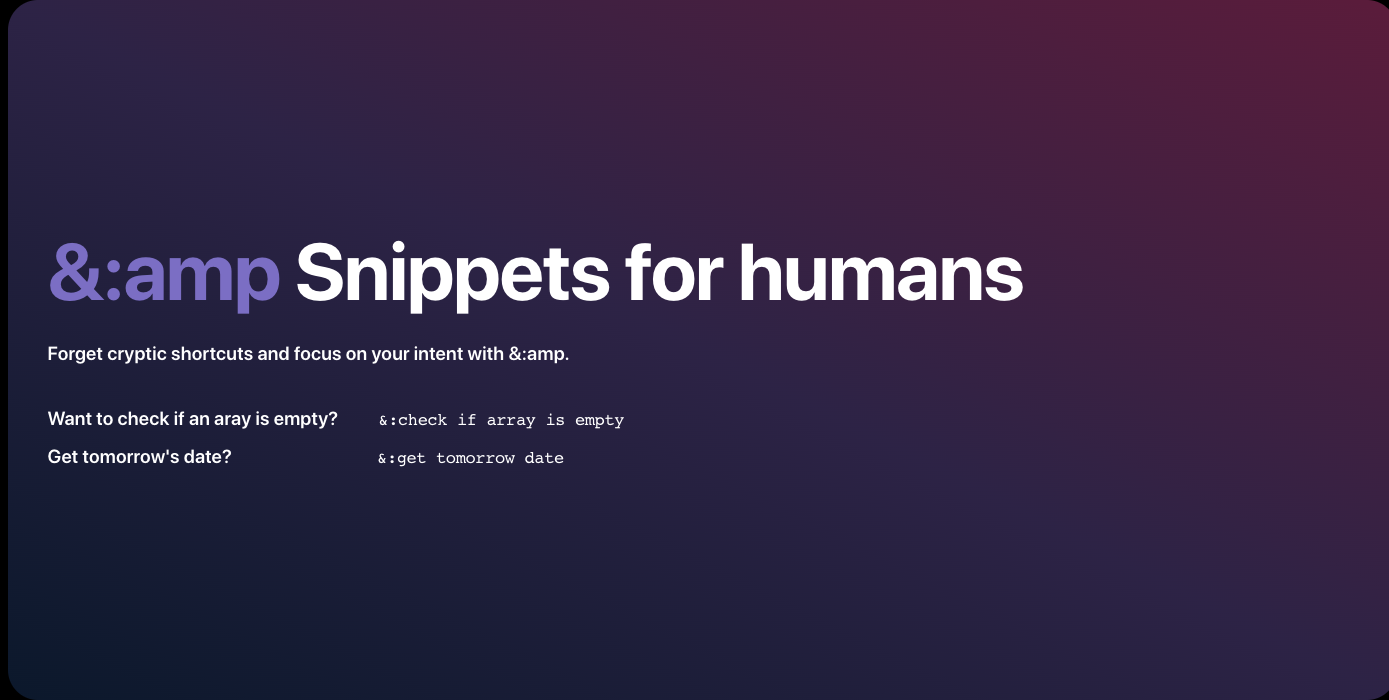 &:amp Snippets for humans
Forget cryptic shortcuts and focus on your intent with &:amp.
Want to check if an aray is empty? &:check if array is empty
Get tomorrow's date? &:get tomorrow date